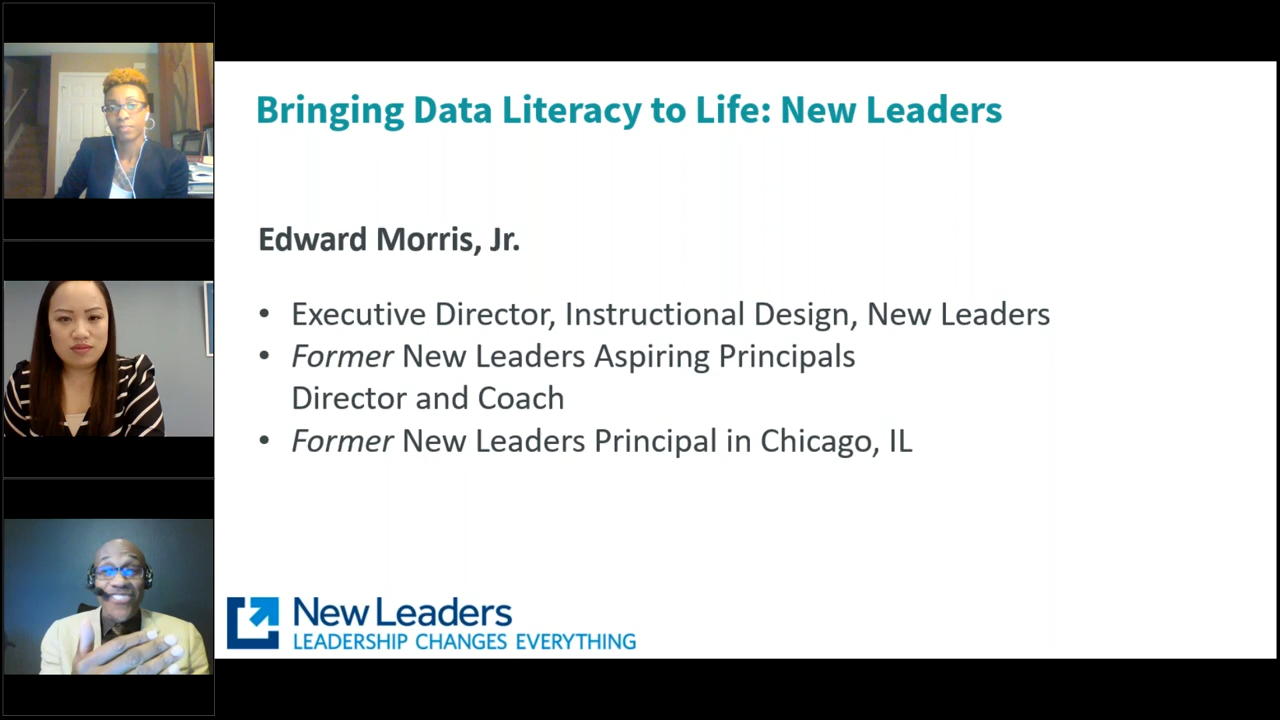 Bringing Data Literacy to Life: New Leaders
Edward Morris, Jr.
• Executive Director, Instructional Design, New Leaders
• Former New Leaders Aspiring Principals
Director and Coach
• Former New Leaders Principal in Chicago, IL
New Leaders
LEADERSHIP CHANGES EVERYTHING